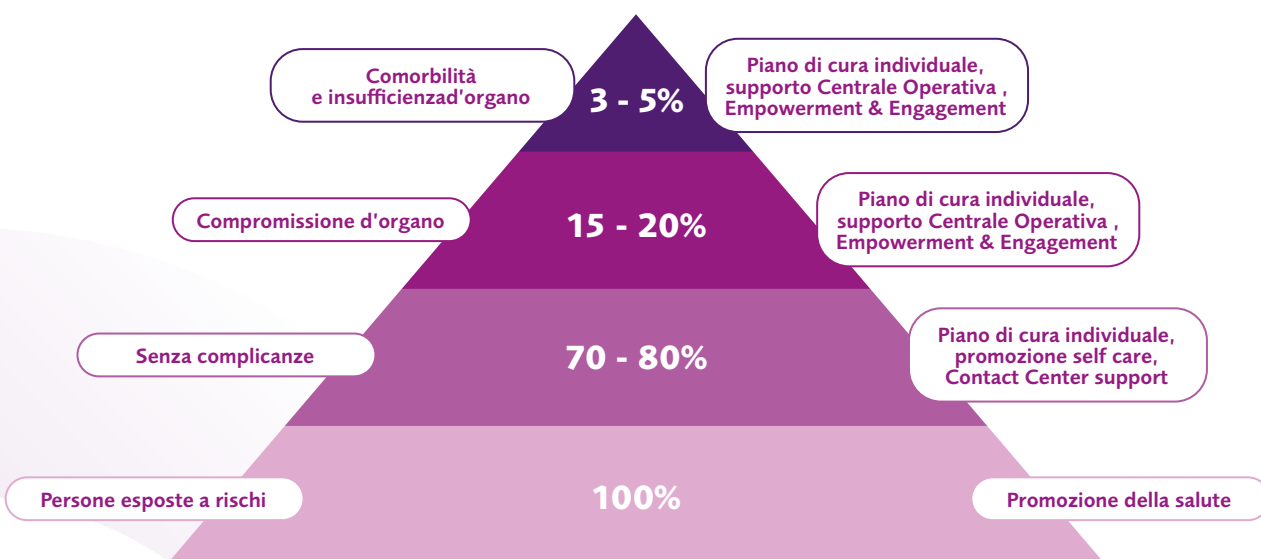 Comorbilità
e insufficienzad'organo
3 - 5%
Piano di cura individuale,
supporto Centrale Operativa ,
Empowerment & Engagement
Compromissione d'organo
15 - 20%
Piano di cura individuale,
supporto Centrale Operativa ,
Empowerment & Engagement
Senza complicanze
70 - 80%
Piano di cura individuale,
promozione self care,
Contact Center support
Persone esposte a rischi
100%
Promozione della salute